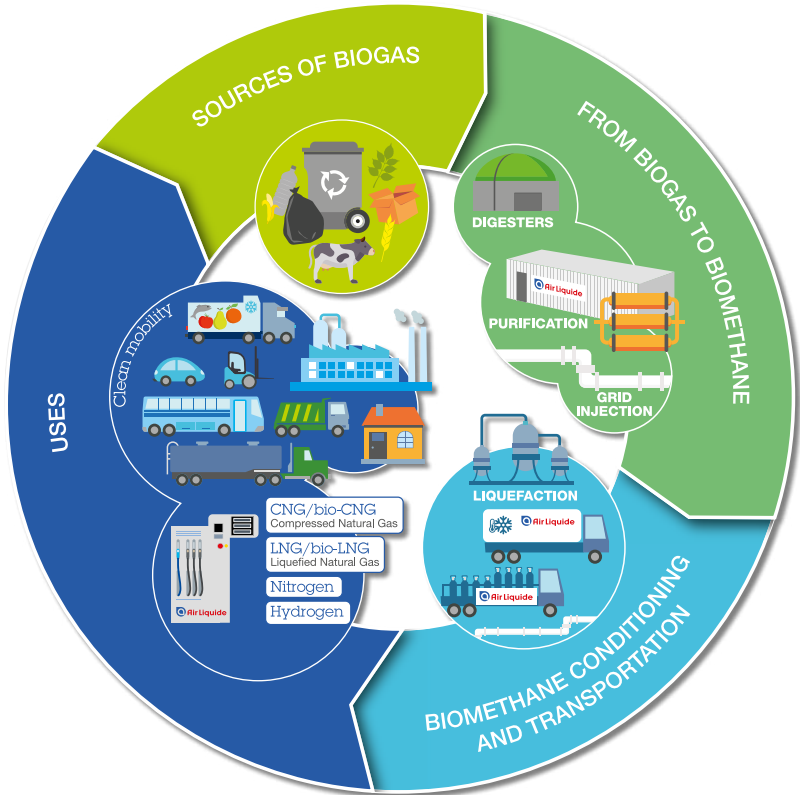 SOURCES OF BIOGAS
FROM BIOGAS TO BIOMETHANE
DIGESTERS
Air Liquide
PURIFICATION
GRID
INJECTION
LIQUEFACTION
Air Liquide
Air Liquide
BIOMETHANE CONDITIONING
AND TRANSPORTATION
USES
Clean mobility
CNG/bio-CNG
Compressed Natural Gas
LNG/bio-LNG
Liquefied Natural Gas
Nitrogen
Hydrogen
Air Liquide